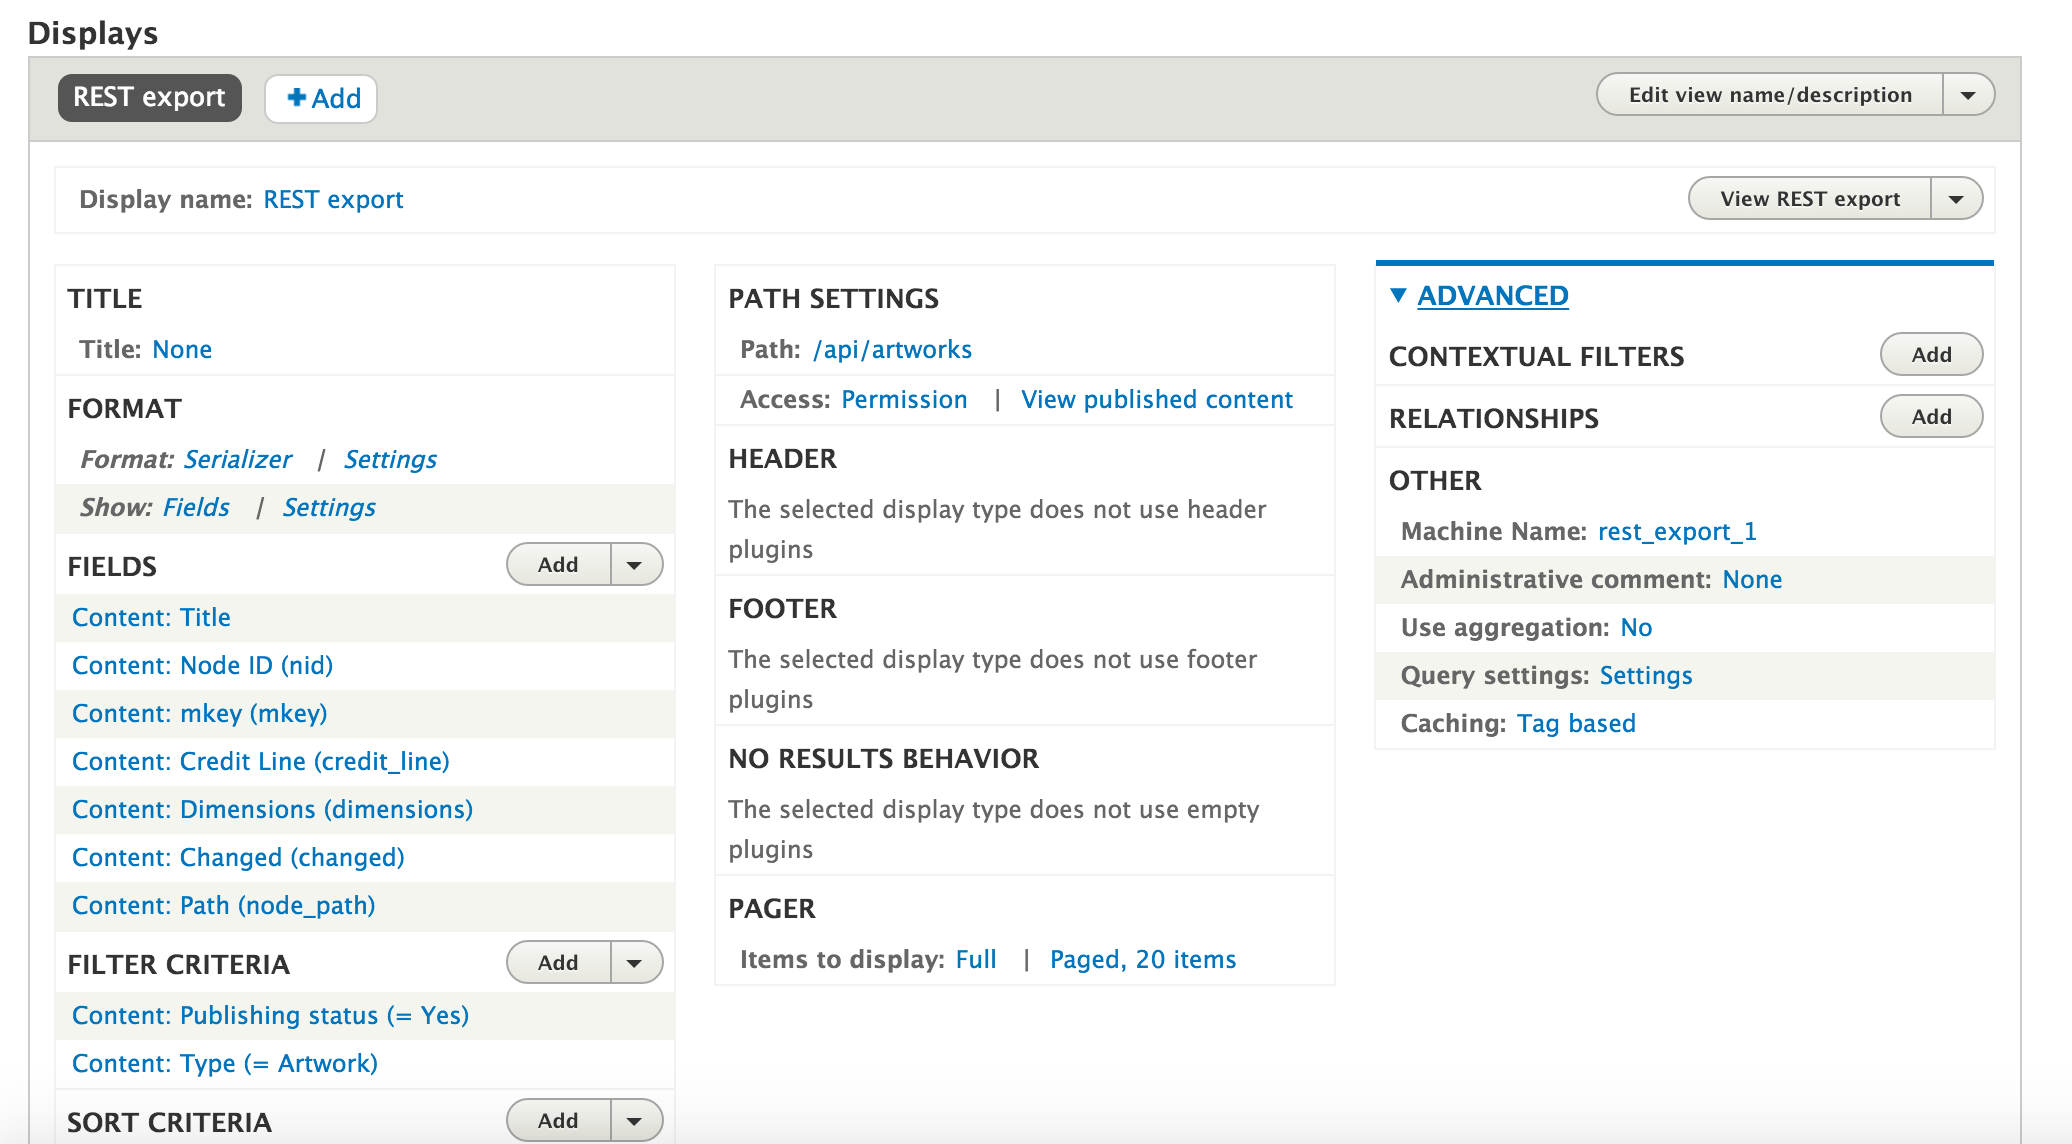 Displays
REST export
+ Add
Edit view name/description
Display name: REST export
View REST export
TITLE
Title: None
FORMAT
Format: Serializer | Settings
Show: Fields | Settings
FIELDS
Add
Content: Title
Content: Node ID (nid)
Content: mkey (mkey)
Content: Credit Line (credit_line)
Content: Dimensions (dimensions)
Content: Changed (changed)
Content: Path (node_path)
FILTER CRITERIA
Add
Content: Publishing status (= Yes)
Content: Type (= Artwork)
SORT CRITERIA
Add
PATH SETTINGS
Path: /api/artworks
Access: Permission | View published content
HEADER
The selected display type does not use header
plugins
FOOTER
The selected display type does not use footer
plugins
NO RESULTS BEHAVIOR
The selected display type does not use empty
plugins
PAGER
Items to display: Full | Paged, 20 items
ADVANCED
CONTEXTUAL FILTERS
Add
RELATIONSHIPS
Add
OTHER
Machine Name: rest_export_1
Administrative comment: None
Use aggregation: No
Query settings: Settings
Caching: Tag based